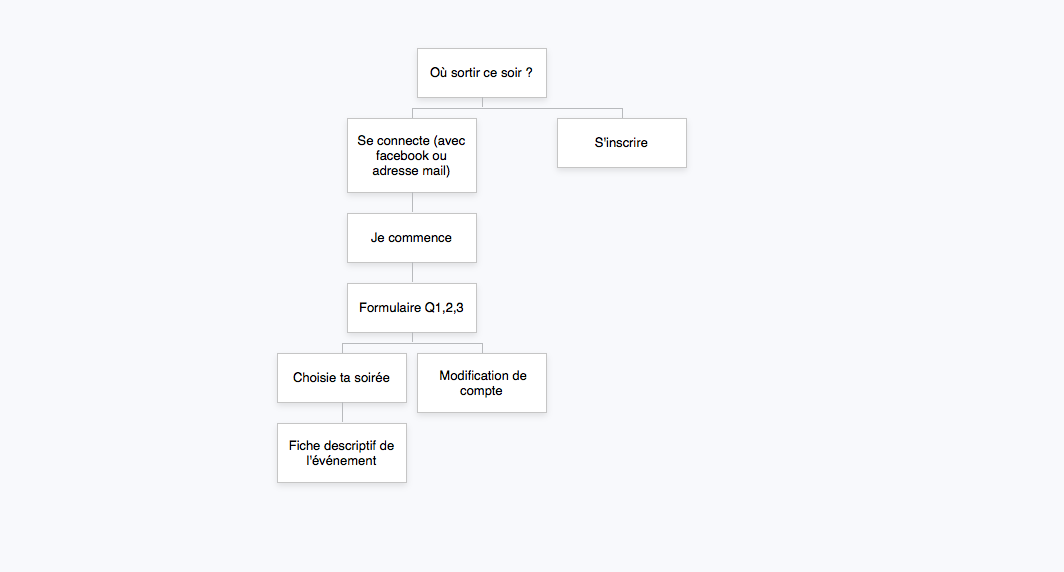 Où sortir ce soir ?
Se connecte (avec
facebook ou
adresse mail)
S'inscrire
Je commence
Formulaire Q1,2,3
Choisie ta soirée
Modification de
compte
Fiche descriptif de
l'événement